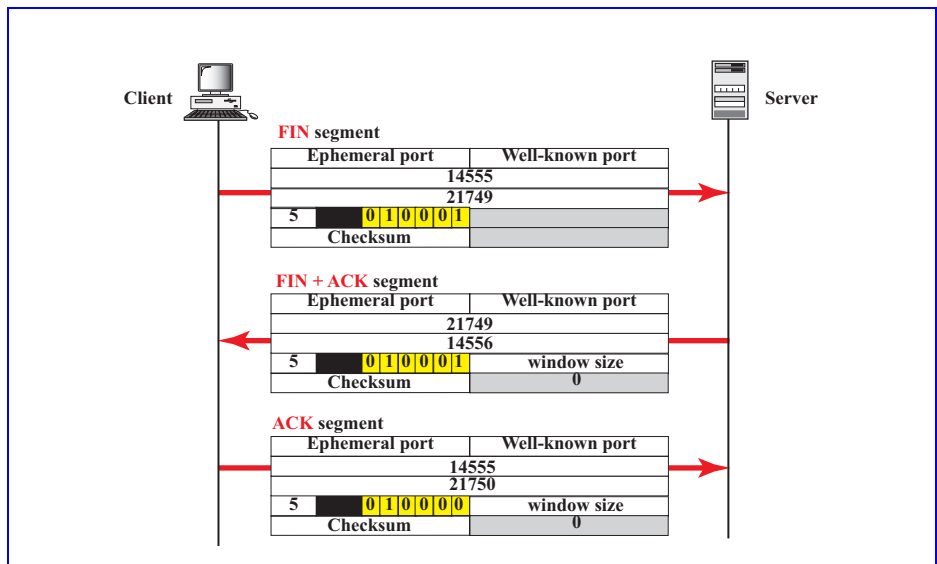 Client
Server
FIN segment
Ephemeral port Well-known port
14555
21749
5 0 1 0 0 0 1
Checksum
FIN + ACK segment
Ephemeral port Well-known port
21749
14556
5 0 1 0 0 0 1 window size
Checksum 0
ACK segment
Ephemeral port Well-known port
14555
21750
5 0 1 0 0 0 0 window size
Checksum 0